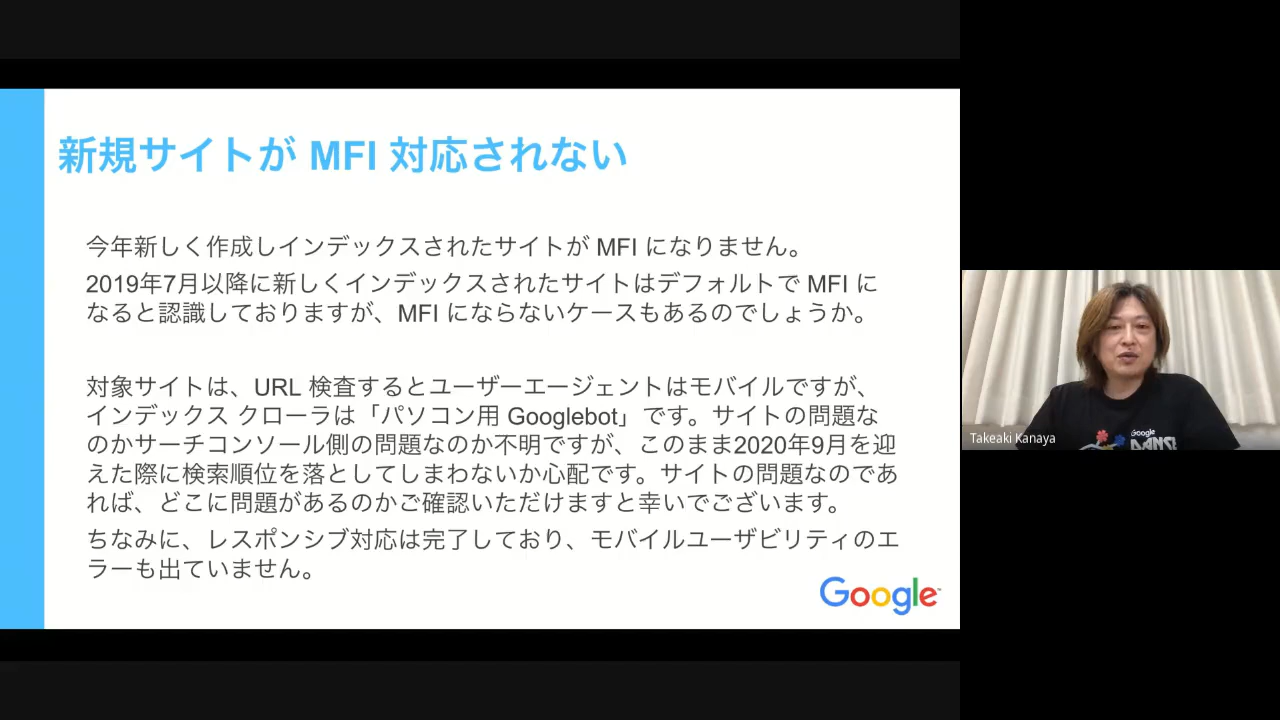 新規サイトが MFI 対応されない
今年新しく作成しインデックスされたサイトが MFI になりません。
2019年7月以降に新しくインデックスされたサイトはデフォルトで MFI に
なると認識しておりますが、MFI にならないケースもあるのでしょうか。
対象サイトは、URL 検査するとユーザーエージェントはモバイルですが、
インデックス クローラは「パソコン用 Googlebot」です。サイトの問題な
のかサーチコンソール側の問題なのか不明ですが、このまま2020年9月を迎
えた際に検索順位を落としてしまわないか心配です。サイトの問題なのであ
れば、どこに問題があるのかご確認いただけますと幸いでございます。
ちなみに、レスポンシブ対応は完了しており、モバイルユーザビリティのエ
ラーも出ていません。
Google
Takeaki Kanaya
Google